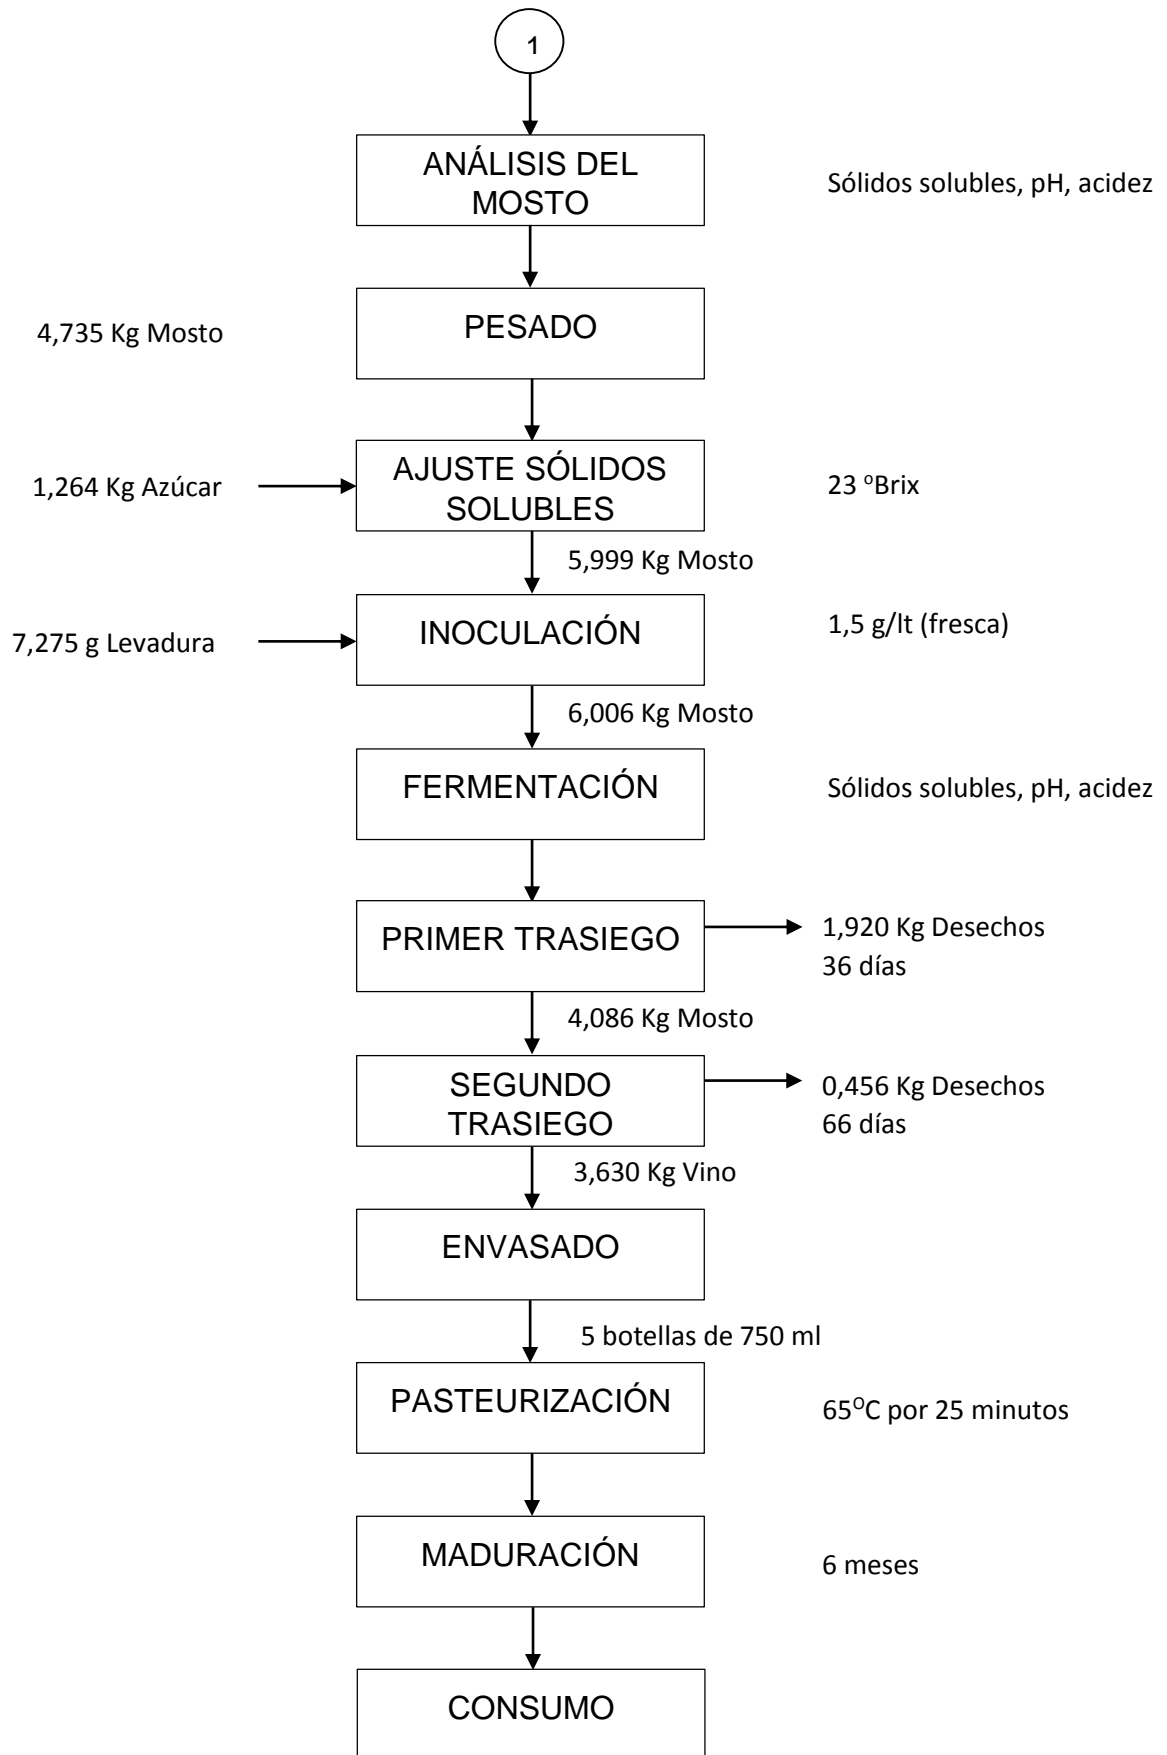 1
ANÁLISIS DEL
MOSTO
Sólidos solubles, pH, acidez
PESADO
4,735 Kg Mosto
AJUSTE SÓLIDOS
SOLUBLES
1,264 Kg Azúcar
23 °Brix
5,999 Kg Mosto
INOCULACIÓN
7,275 g Levadura
1,5 g/lt (fresca)
6,006 Kg Mosto
FERMENTACIÓN
Sólidos solubles, pH, acidez
PRIMER TRASIEGO
1,920 Kg Desechos
36 días
4,086 Kg Mosto
SEGUNDO
TRASIEGO
0,456 Kg Desechos
66 días
3,630 Kg Vino
ENVASADO
5 botellas de 750 ml
PASTEURIZACIÓN
65°C por 25 minutos
MADURACIÓN
6 meses
CONSUMO